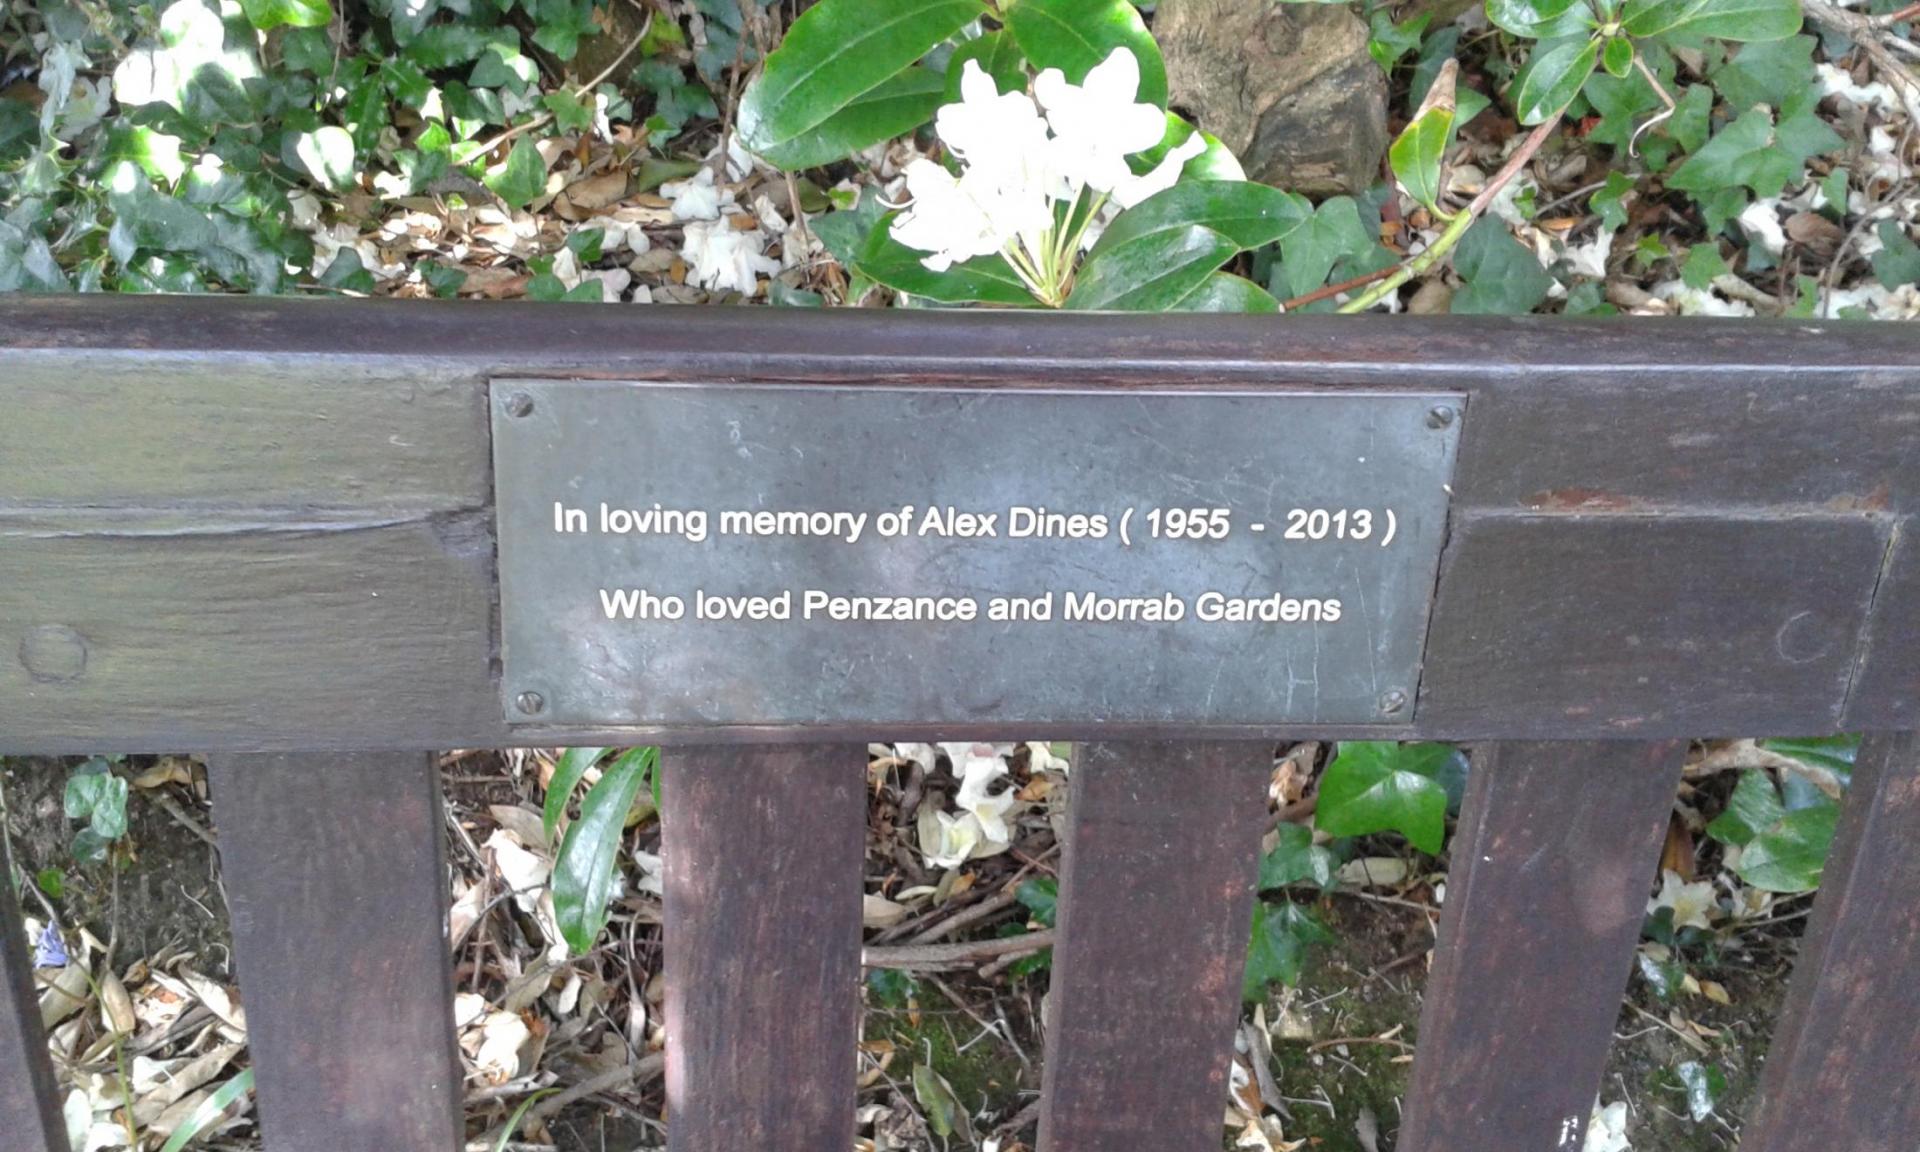 In loving memory of Alex Dines ( 1955 - 2013 )
Who loved Penzance and Morrab Gardens